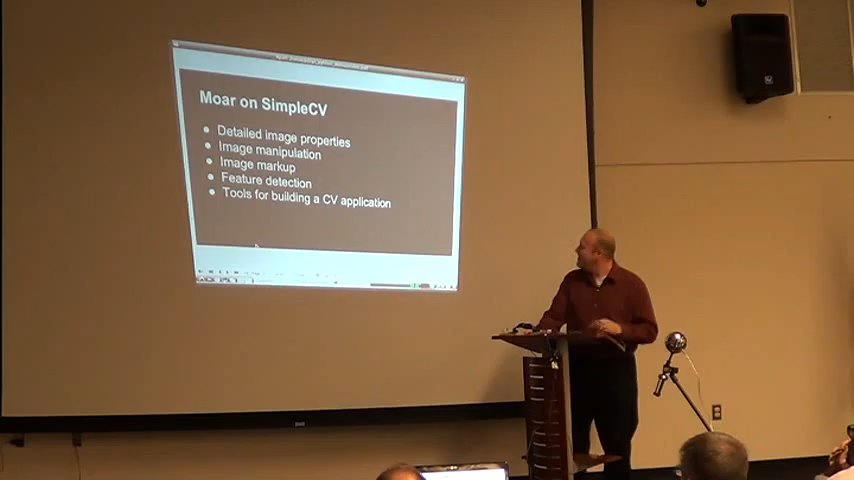 Moar on SimpleCV
Detailed image properties
Image manipulation
Image markup
Feature detection
Tools for building a CV application